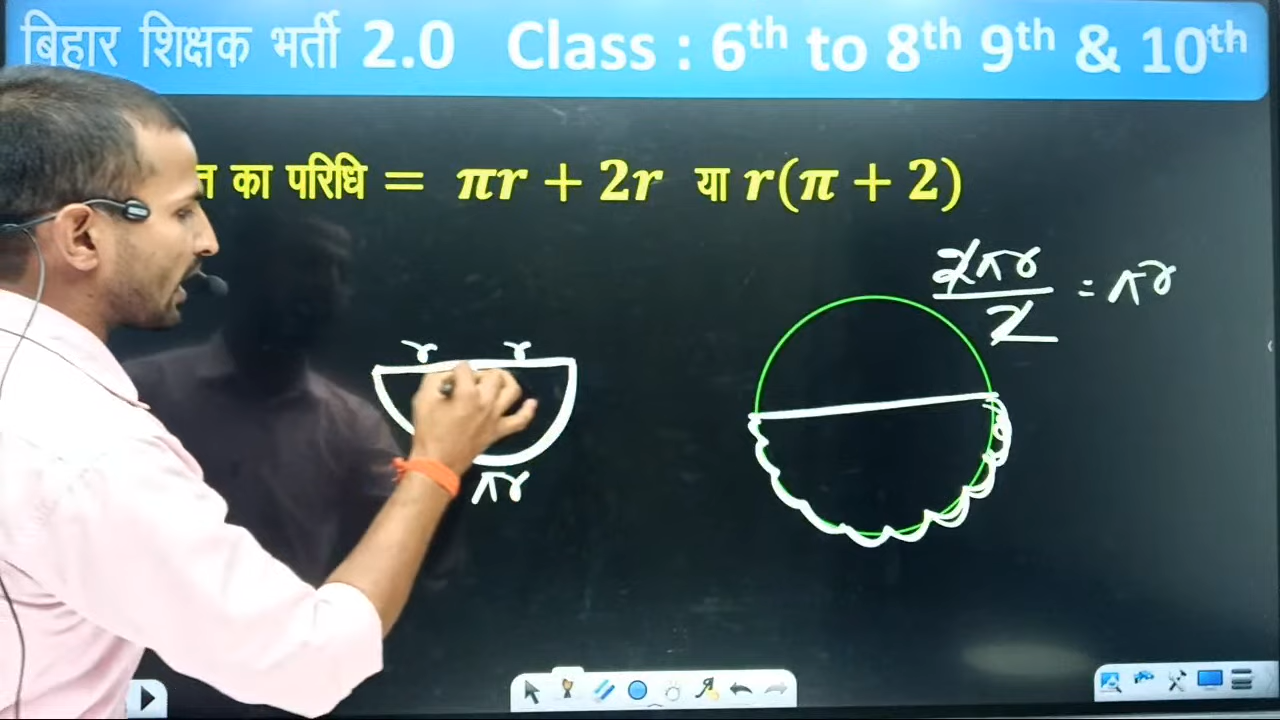 बिहार शिक्षक भर्ती 2.0 Class : 6th to 8th 9th & 10th
का परिधि = πr + 2r या r(π + 2)
2πr/2 = πr
r r
πr